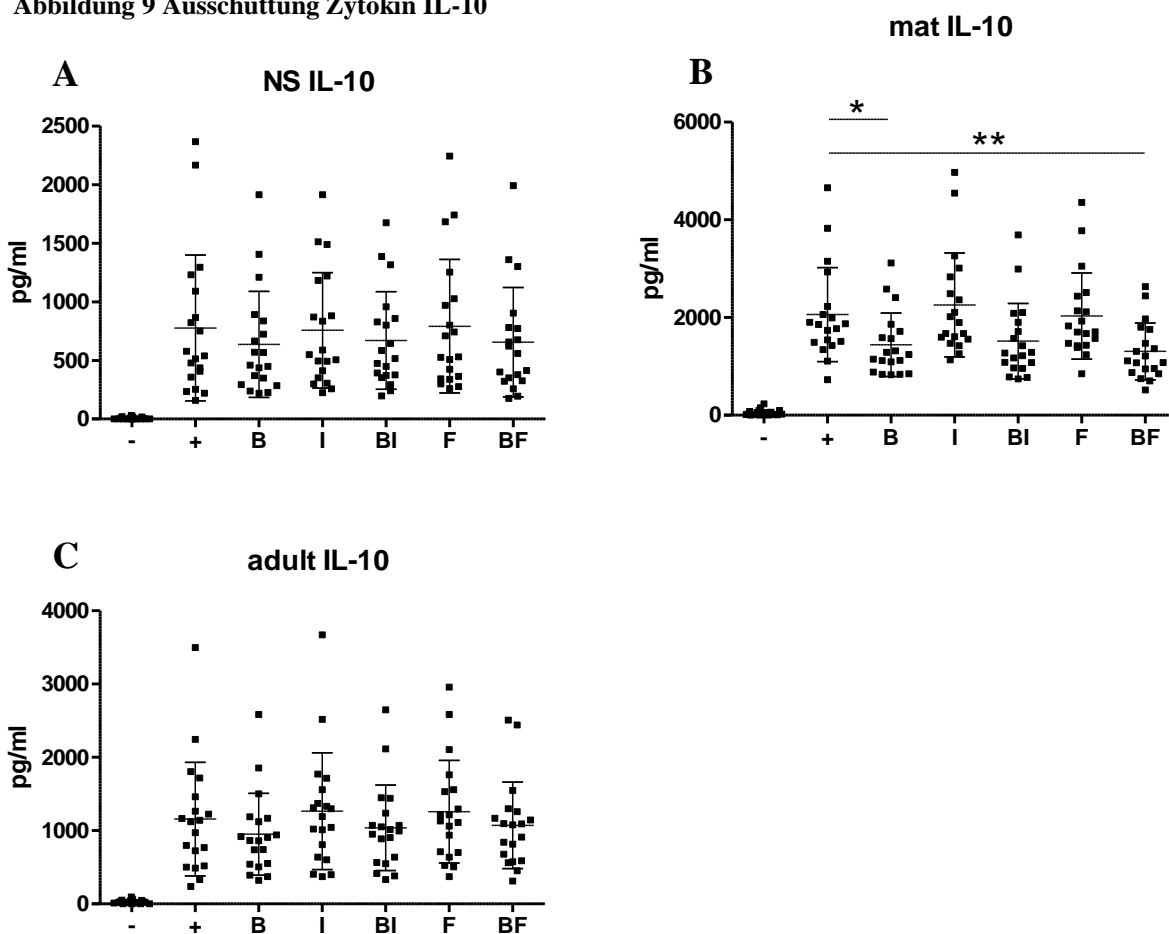 Abbildung 9 Ausschüttung Zytokin IL-10
A
NS IL-10
2500
2000
1500
1000
500
0
pg/ml
- + B I BI F BF
B
mat IL-10
6000
4000
2000
0
pg/ml
*
**
- + B I BI F BF
C
adult IL-10
4000
3000
2000
1000
0
pg/ml
- + B I BI F BF